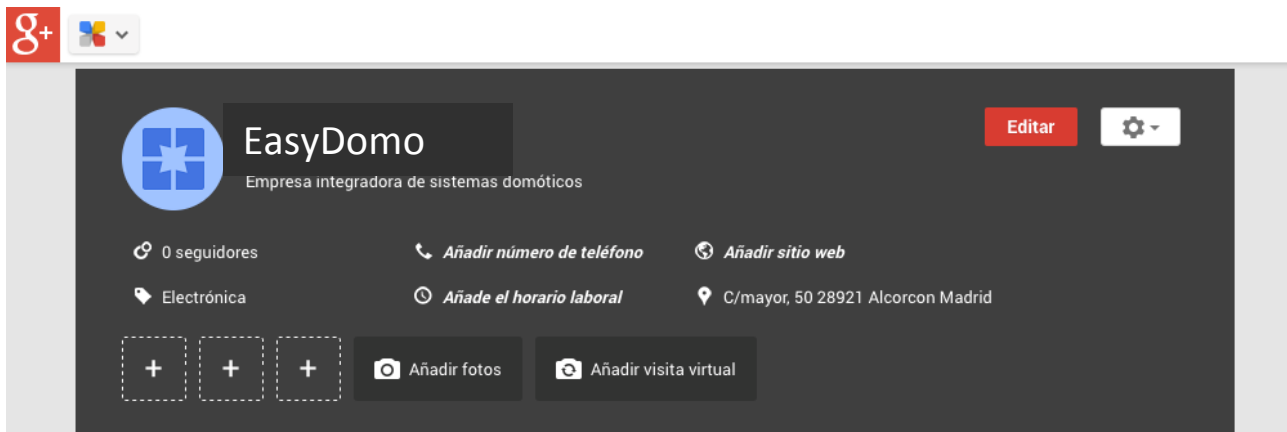 g+
EasyDomo
Editar
Empresa integradora de sistemas domóticos
0 seguidores
Añadir número de teléfono
Añadir sitio web
Electrónica
Añade el horario laboral
C/mayor, 50 28921 Alcorcon Madrid
+ + +
Añadir fotos
Añadir visita virtual